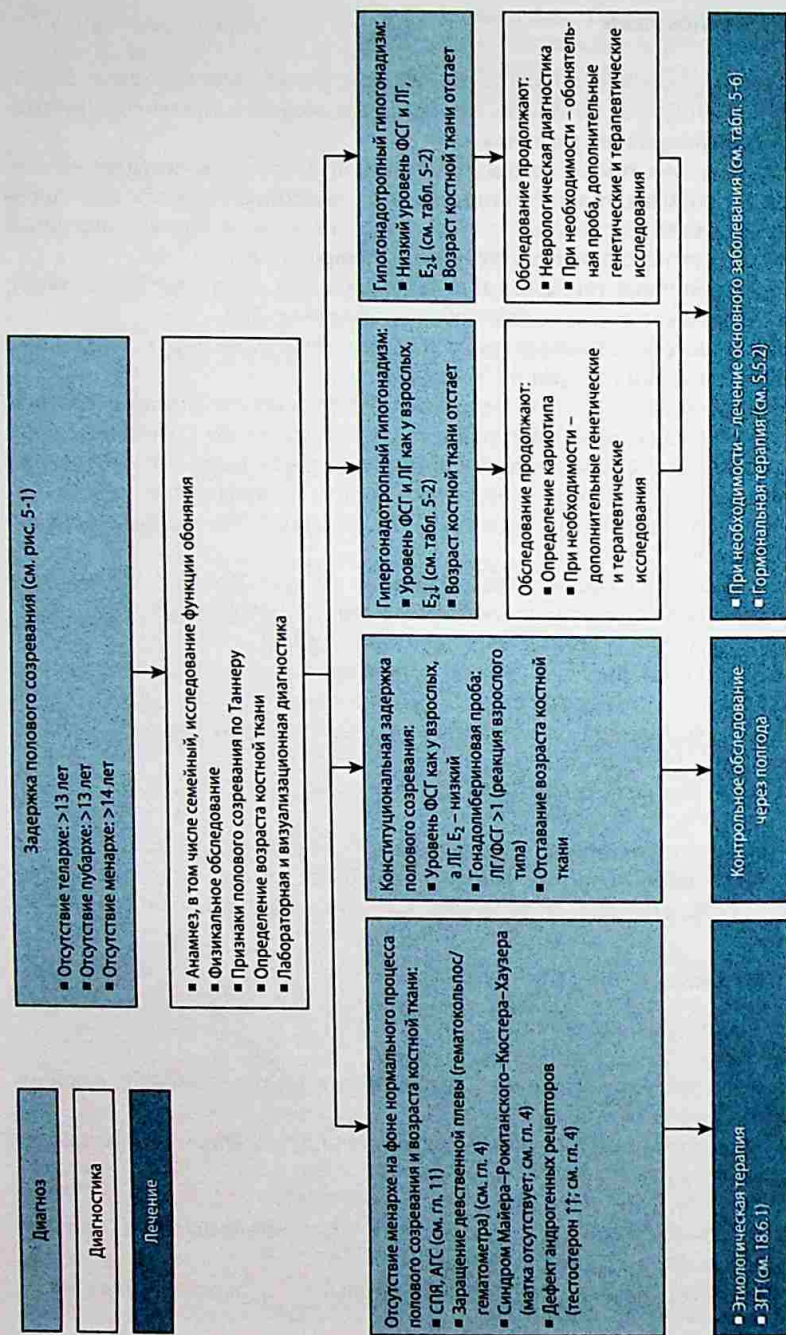 Диагноз
Диагностика
Лечение
Задержка полового созревания (см. рис. 5-1)
■ Отсутствие телархе: >13 лет
■ Отсутствие пубархе: >13 лет
■ Отсутствие менархе: >14 лет
■ Анамнез, в том числе семейный, исследование функции обоняния
■ Физикальное обследование
■ Признаки полового созревания по Таннеру
■ Определение возраста костной ткани
■ Лабораторная и визуализационная диагностика
Отсутствие менархе на фоне нормального процесса
полового созревания и возраста костной ткани:
■ СПЯ, АГС (см. гл. 11)
■ Заращение девственной плевы (гематокольпос/
гематометра) (см. гл. 4)
■ Синдром Майера–Рокитанского–Кюстера–Хаузера
(матка отсутствует; см. гл. 4)
■ Дефект андрогенных рецепторов
(тестостерон ↑↑; см. гл. 4)
Конституциональная задержка
полового созревания:
■ Уровень ФСГ как у взрослых,
а ЛГ, E₂ – низкий
■ Гонадолибериновая проба:
ЛГ/ФСГ >1 (реакция взрослого
типа)
■ Отставание возраста костной
ткани
Гипергонадотропный гипогонадизм:
■ Уровень ФСГ и ЛГ как у взрослых,
E₂↓ (см. табл. 5-2)
■ Возраст костной ткани отстает
Гипогонадотропный гипогонадизм:
■ Низкий уровень ФСГ и ЛГ,
E₂↓ (см. табл. 5-2)
■ Возраст костной ткани отстает
Обследование продолжают:
■ Определение кариотипа
■ При необходимости –
дополнительные генетические
и терапевтические
исследования
Обследование продолжают:
■ Неврологическая диагностика
■ При необходимости – обонятель-
ная проба, дополнительные
генетические и терапевтические
исследования
■ Этиологическая терапия
■ ЗГТ (см. 18.6.1)
Контрольное обследование
через полгода
■ При необходимости – лечение основного заболевания (см. табл. 5-6)
■ Гормональная терапия (см. 5.5.2)